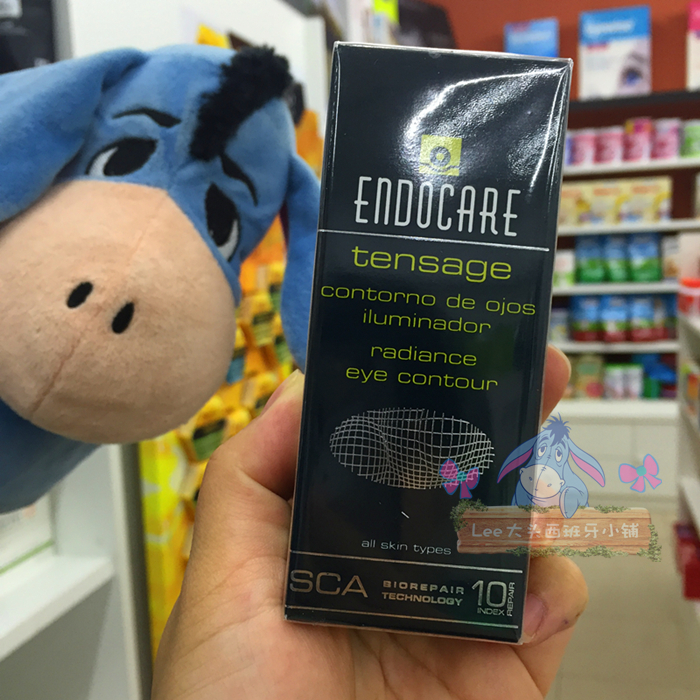 ENDOCARE
tensage
contorno de ojos
iluminador
radiance
eye contour
all skin types
SCA BIOREPAIR TECHNOLOGY 10 INDEX REPAIR
Lee大头西班牙小铺